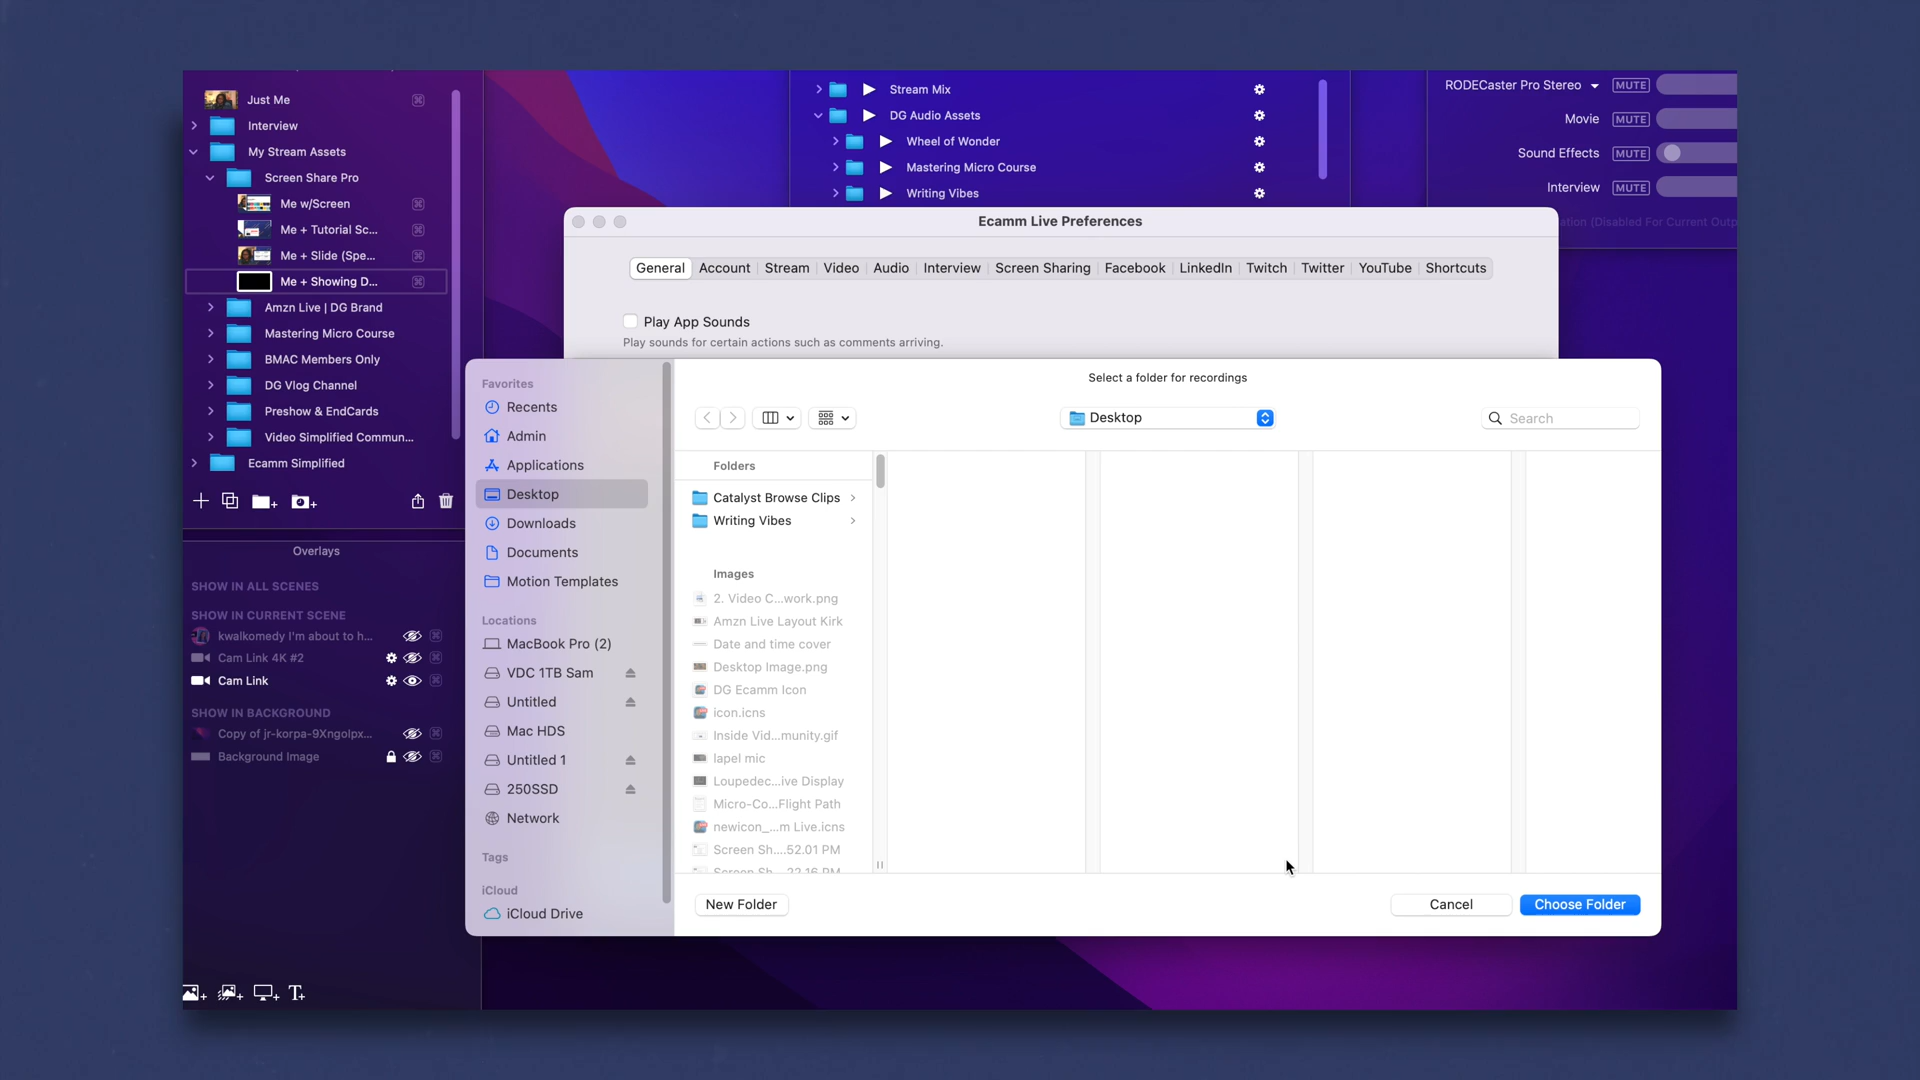 Just Me
Interview
My Stream Assets
Screen Share Pro
Me w/Screen
Me + Tutorial Sc...
Me + Slide (Spe...
Me + Showing D...
Amzn Live | DG Brand
Mastering Micro Course
BMAC Members Only
DG Vlog Channel
Preshow & EndCards
Video Simplified Commun...
Ecamm Simplified
Overlays
SHOW IN ALL SCENES
SHOW IN CURRENT SCENE
kwalkomedy I'm about to h...
Cam Link 4K #2
Cam Link
SHOW IN BACKGROUND
Copy of jr-korpa-9Xngolpx...
Background Image
Stream Mix
DG Audio Assets
Wheel of Wonder
Mastering Micro Course
Writing Vibes
RODECaster Pro Stereo MUTE
Movie MUTE
Sound Effects MUTE
Interview MUTE
(Disabled For Current Outp
Ecamm Live Preferences
General Account Stream Video Audio Interview Screen Sharing Facebook LinkedIn Twitch Twitter YouTube Shortcuts
Play App Sounds
Play sounds for certain actions such as comments arriving.
Select a folder for recordings
Desktop
Search
Favorites
Recents
Admin
Applications
Desktop
Downloads
Documents
Motion Templates
Locations
MacBook Pro (2)
VDC 1TB Sam
Untitled
Mac HDS
Untitled 1
250SSD
Network
Tags
iCloud
iCloud Drive
Folders
Catalyst Browse Clips
Writing Vibes
Images
2. Video C...work.png
Amzn Live Layout Kirk
Date and time cover
Desktop Image.png
DG Ecamm Icon
icon.icns
Inside Vid...munity.gif
lapel mic
Loupedec...ive Display
Micro-Co...Flight Path
newicon_...m Live.icns
Screen Sh....52.01 PM
Screen Sh....22.16 PM
New Folder
Cancel
Choose Folder